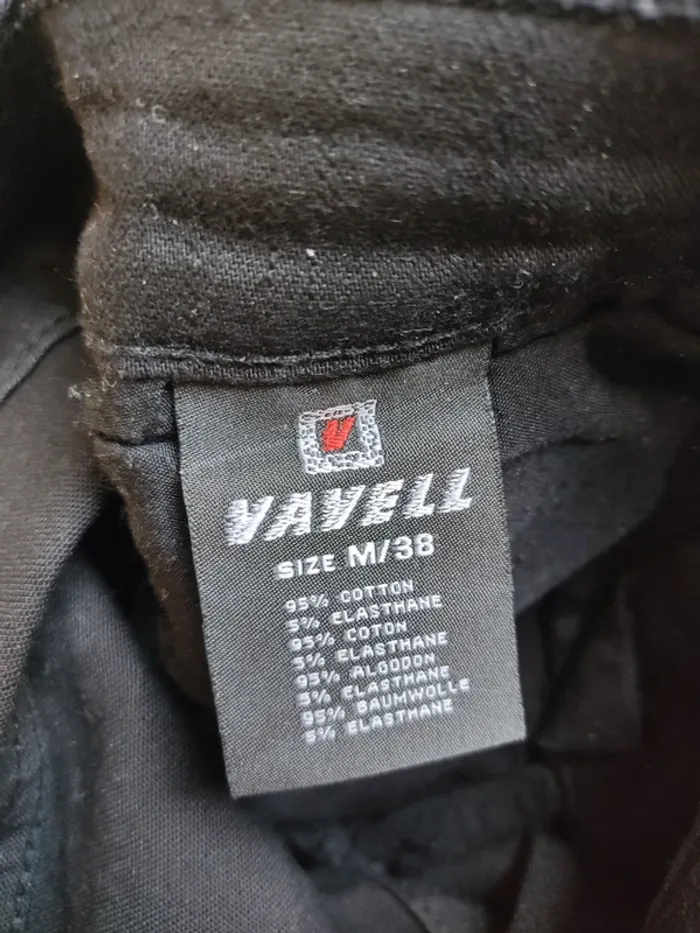 V
VAVELL
SIZE M/38
95% COTTON
5% ELASTHANE
95% COTON
5% ELASTHANE
95% ALGODON
5% ELASTHANE
95% BAUMWOLLE
5% ELASTHANE